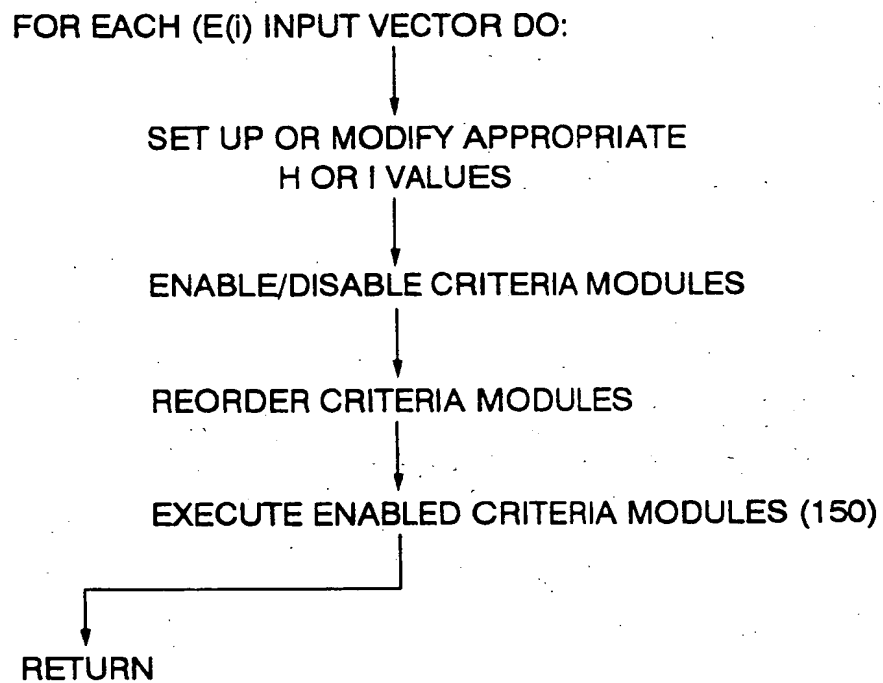 FOR EACH (E(i) INPUT VECTOR DO:
SET UP OR MODIFY APPROPRIATE
H OR I VALUES
ENABLE/DISABLE CRITERIA MODULES
REORDER CRITERIA MODULES
EXECUTE ENABLED CRITERIA MODULES (150)
RETURN